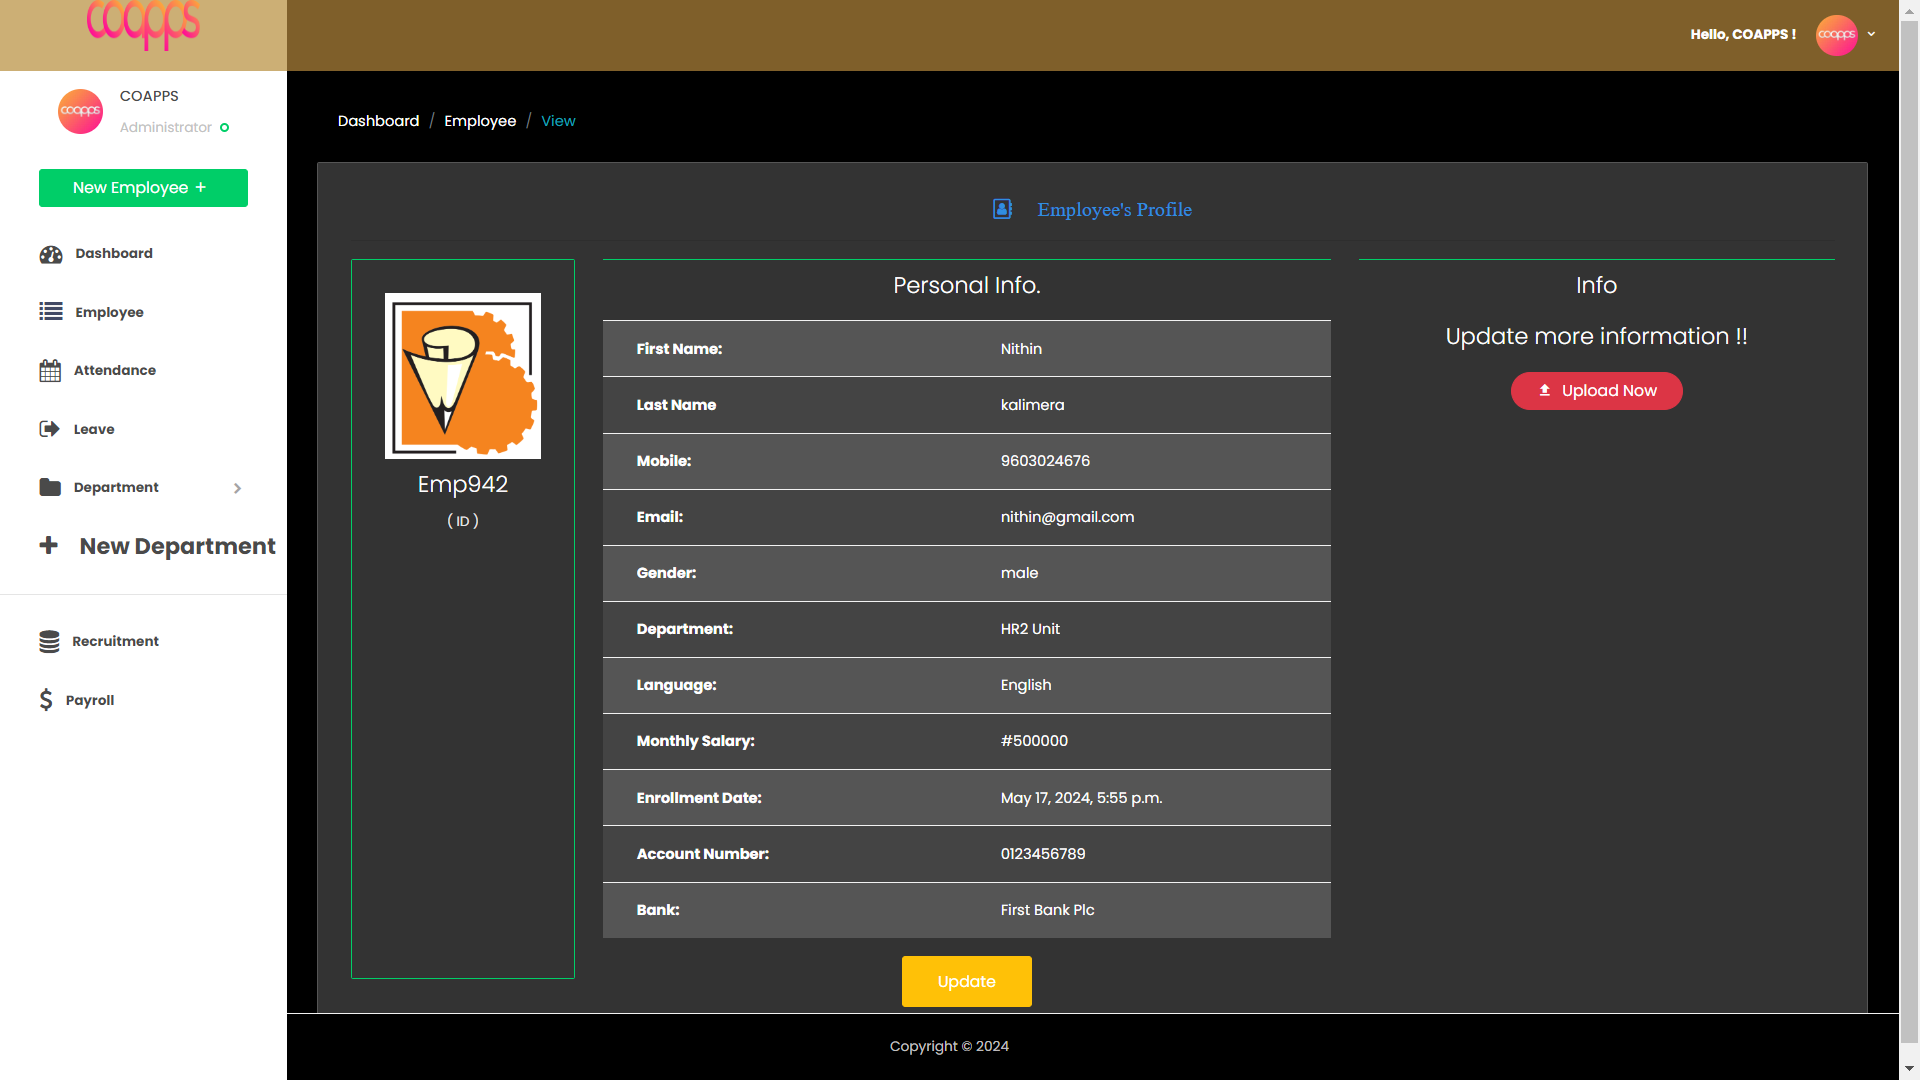 coapps
Hello, COAPPS !
coapps
coapps
COAPPS
Administrator
New Employee +
Dashboard
Employee
Attendance
Leave
Department
New Department
Recruitment
Payroll
Dashboard / Employee / View
Employee's Profile
Emp942
( ID )
Personal Info.
First Name: Nithin
Last Name kalimera
Mobile: 9603024676
Email: nithin@gmail.com
Gender: male
Department: HR2 Unit
Language: English
Monthly Salary: #500000
Enrollment Date: May 17, 2024, 5:55 p.m.
Account Number: 0123456789
Bank: First Bank Plc
Update
Info
Update more information !!
Upload Now
Copyright © 2024